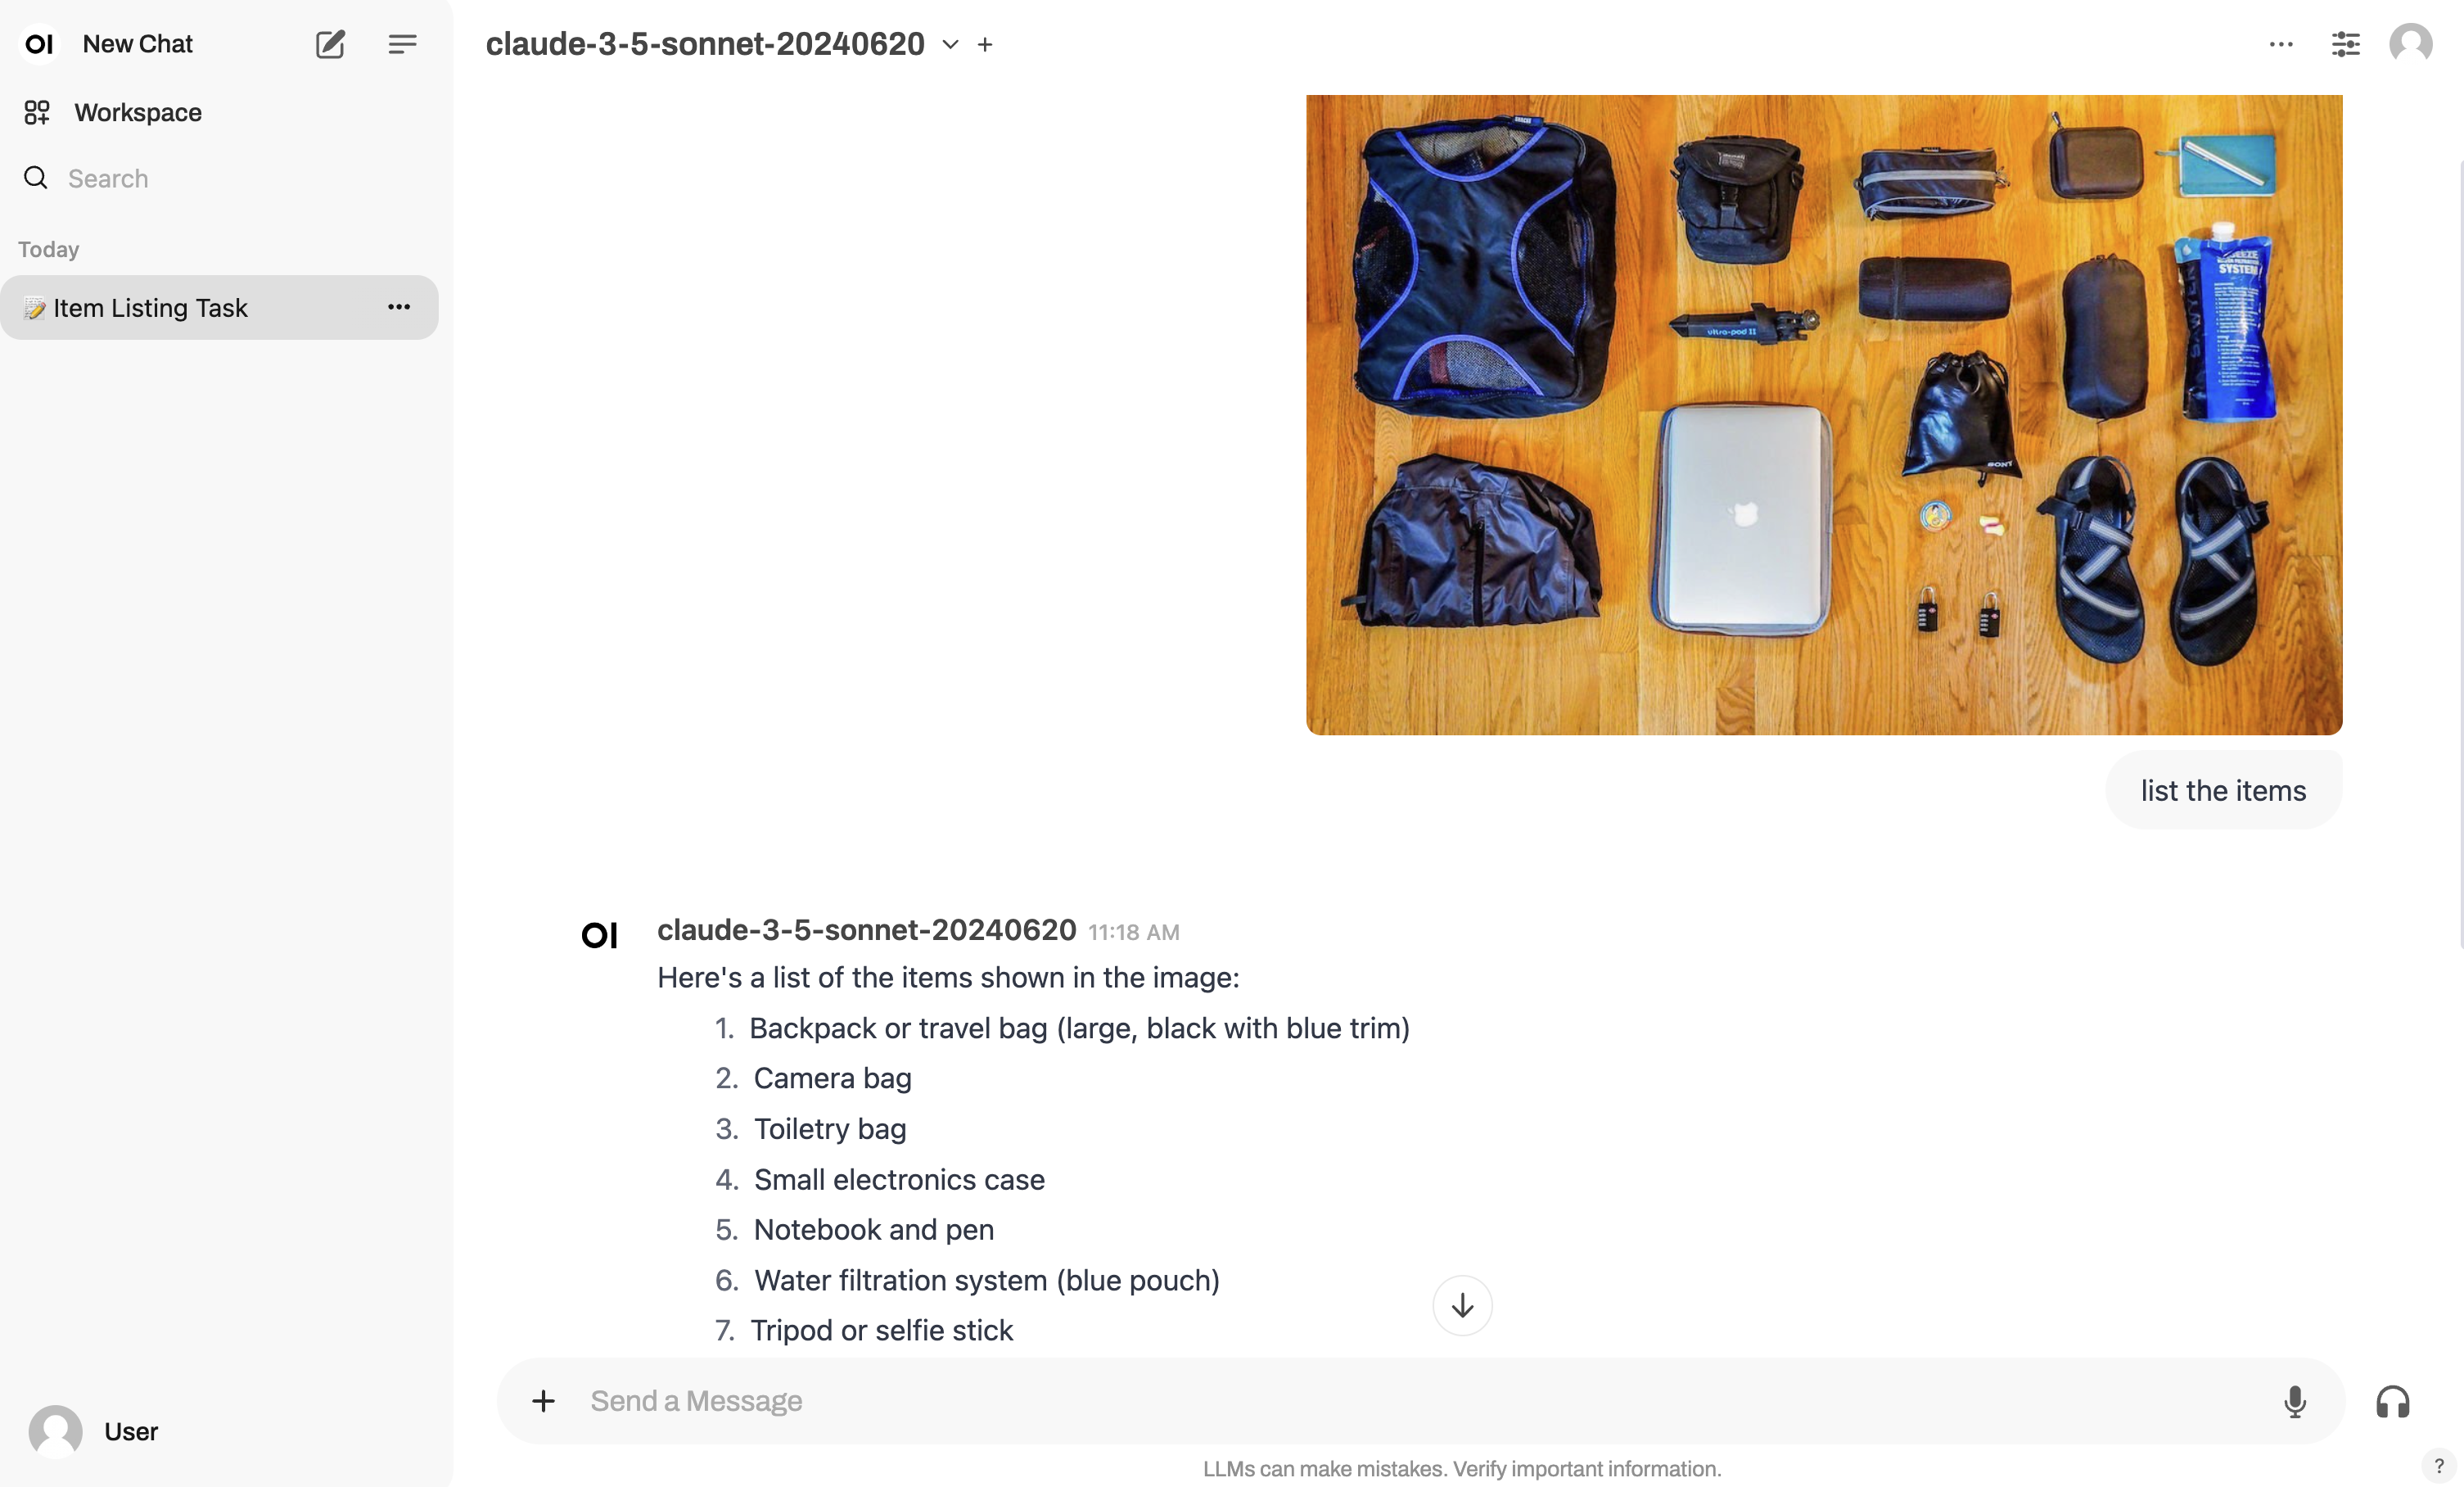 OI New Chat
Workspace
Search
Today
📝 Item Listing Task
User
claude-3-5-sonnet-20240620
ultra-pod II
SONY
SQUEEZE
SYSTEM
SAWYER
list the items
OI claude-3-5-sonnet-20240620 11:18 AM
Here's a list of the items shown in the image:
1. Backpack or travel bag (large, black with blue trim)
2. Camera bag
3. Toiletry bag
4. Small electronics case
5. Notebook and pen
6. Water filtration system (blue pouch)
7. Tripod or selfie stick
Send a Message
LLMs can make mistakes. Verify important information.
?